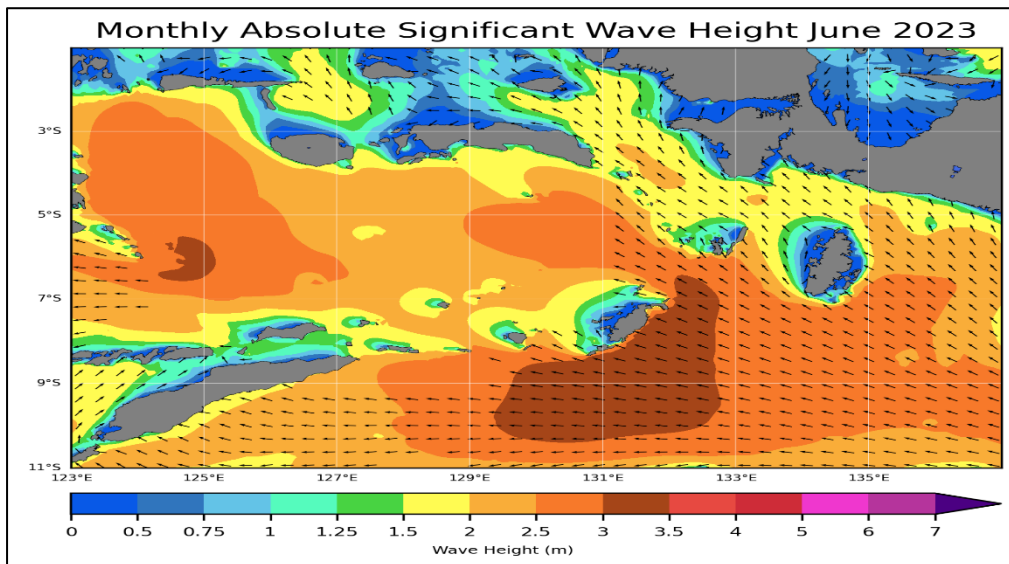 Monthly Absolute Significant Wave Height June 2023
3°S
5°S
7°S
9°S
11°S
123°E 125°E 127°E 129°E 131°E 133°E 135°E
0 0.5 0.75 1 1.25 1.5 2 2.5 3 3.5 4 5 6 7
Wave Height (m)